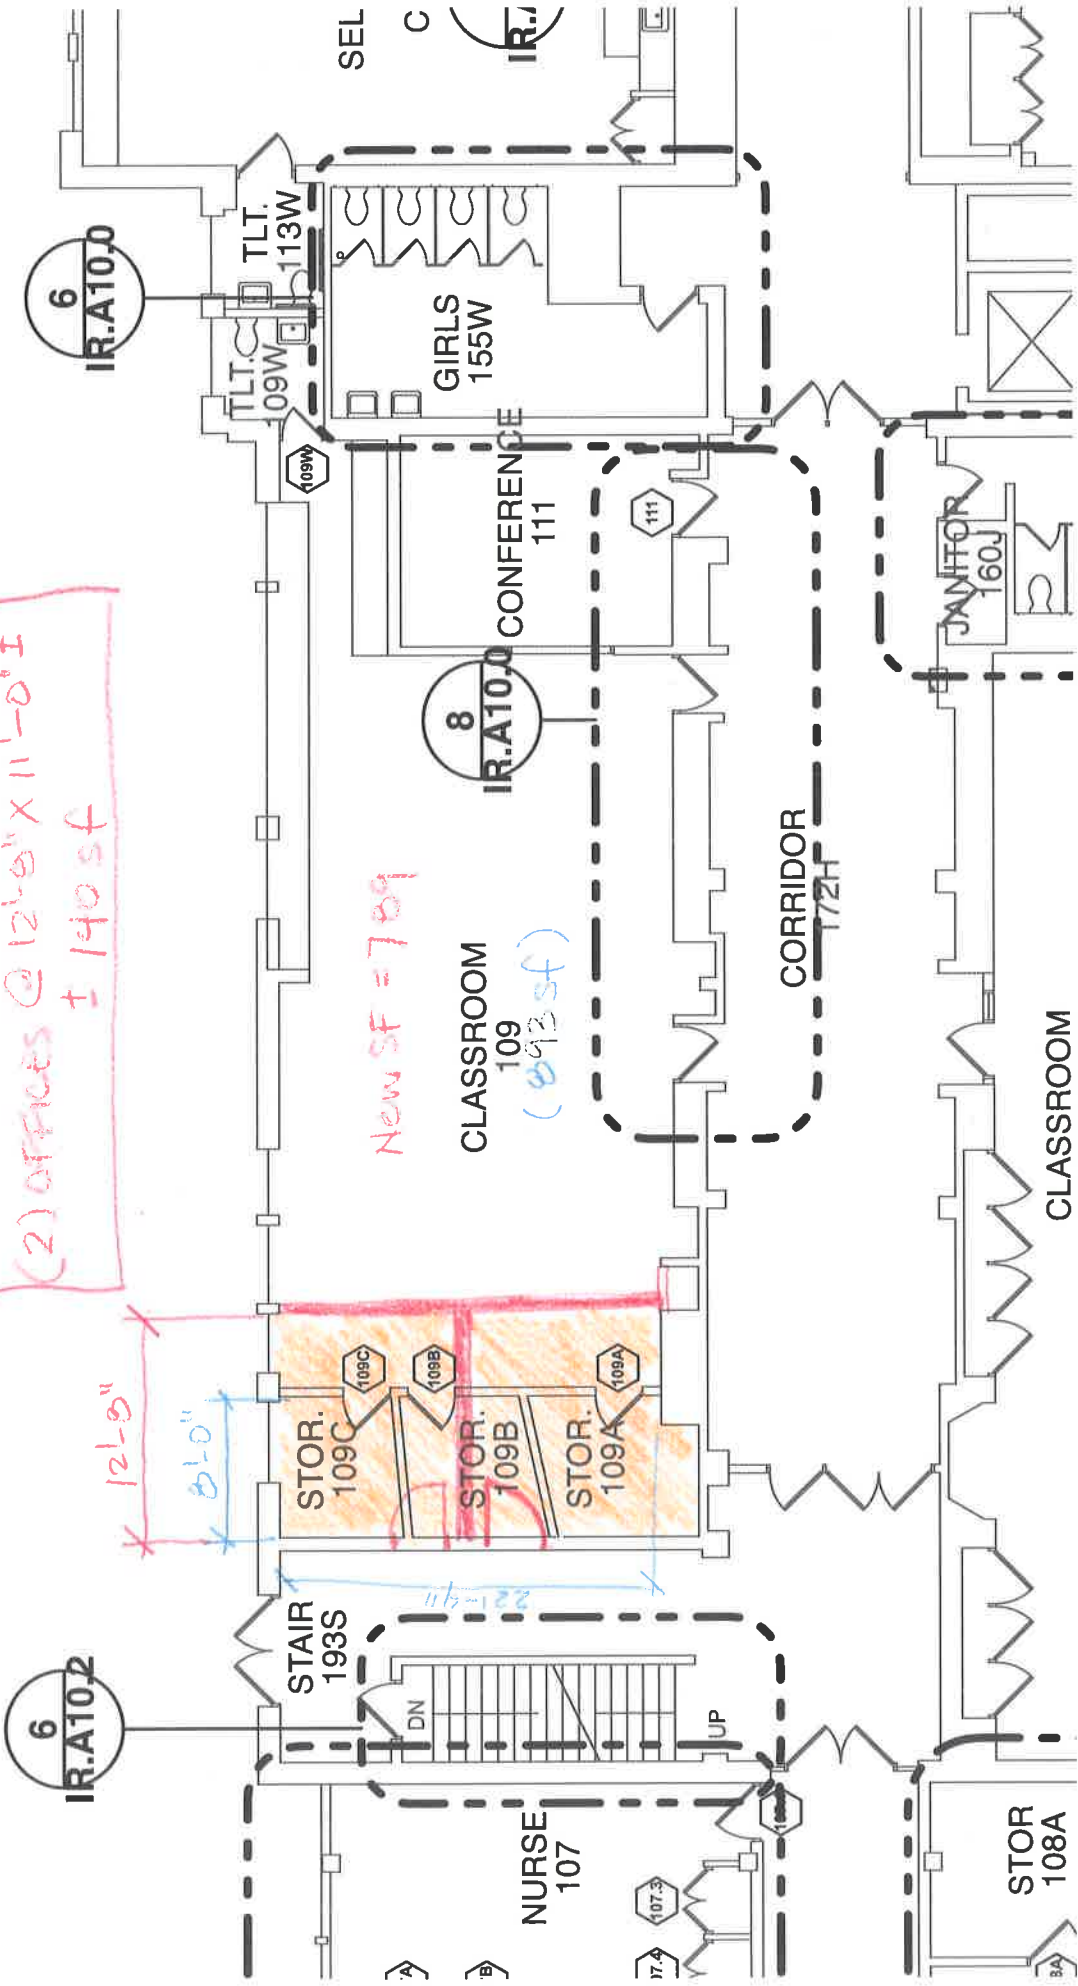 6
IR.A10.2
6
IR.A10.0
(2) OFFICES @ 12'-8" X 11'-0" ±
± 140 sf
12'-8"
8'-0"
22'-4"
STAIR
193S
DN
UP
NURSE
107
107.3
STOR.
109C
STOR.
109B
STOR.
109A
109C
109B
109A
New SF = 789
CLASSROOM
109
(893 sf)
8
IR.A10.0
CONFERENCE
111
111
109W
TLT.
109W
TLT.
113W
GIRLS
155W
SEL
C
CORRIDOR
172H
JANITOR
160J
CLASSROOM
STOR
108A